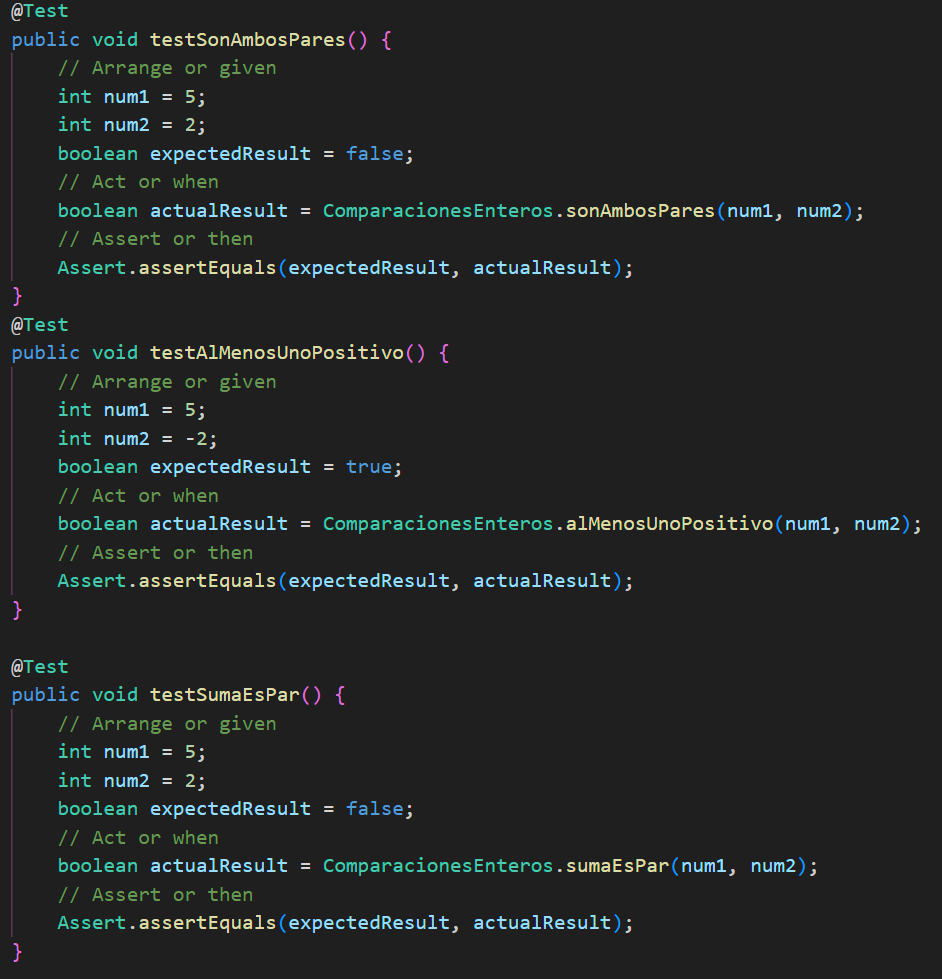 @Test
public void testSonAmbosPares() {
    // Arrange or given
    int num1 = 5;
    int num2 = 2;
    boolean expectedResult = false;
    // Act or when
    boolean actualResult = ComparacionesEnteros.sonAmbosPares(num1, num2);
    // Assert or then
    Assert.assertEquals(expectedResult, actualResult);
}
@Test
public void testAlMenosUnoPositivo() {
    // Arrange or given
    int num1 = 5;
    int num2 = -2;
    boolean expectedResult = true;
    // Act or when
    boolean actualResult = ComparacionesEnteros.alMenosUnoPositivo(num1, num2);
    // Assert or then
    Assert.assertEquals(expectedResult, actualResult);
}

@Test
public void testSumaEsPar() {
    // Arrange or given
    int num1 = 5;
    int num2 = 2;
    boolean expectedResult = false;
    // Act or when
    boolean actualResult = ComparacionesEnteros.sumaEsPar(num1, num2);
    // Assert or then
    Assert.assertEquals(expectedResult, actualResult);
}